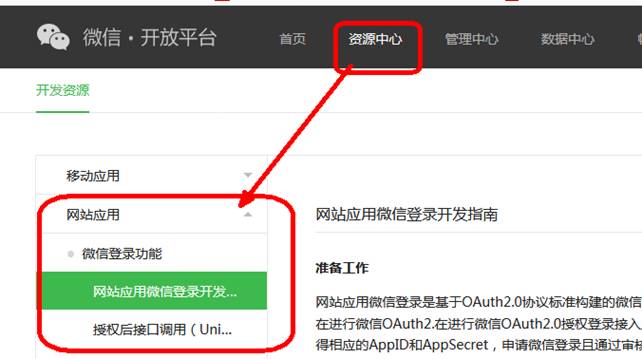 微信·开放平台
首页 资源中心 管理中心 数据中心
开发资源
移动应用
网站应用
微信登录功能
网站应用微信登录开发...
授权后接口调用（Uni...
网站应用微信登录开发指南
准备工作
网站应用微信登录是基于OAuth2.0协议标准构建的微信
在进行微信OAuth2.在进行微信OAuth2.0授权登录接入
得相应的AppID和AppSecret，申请微信登录且通过审核